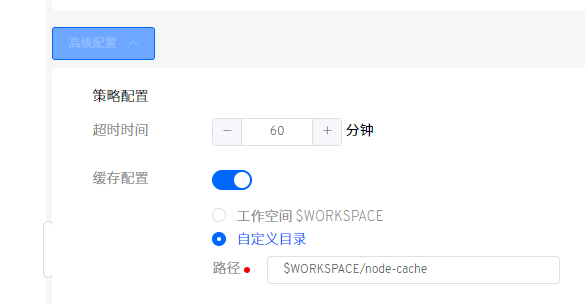 高级配置
策略配置
超时时间 − 60 + 分钟
缓存配置
工作空间 $WORKSPACE
自定义目录
路径 $WORKSPACE/node-cache